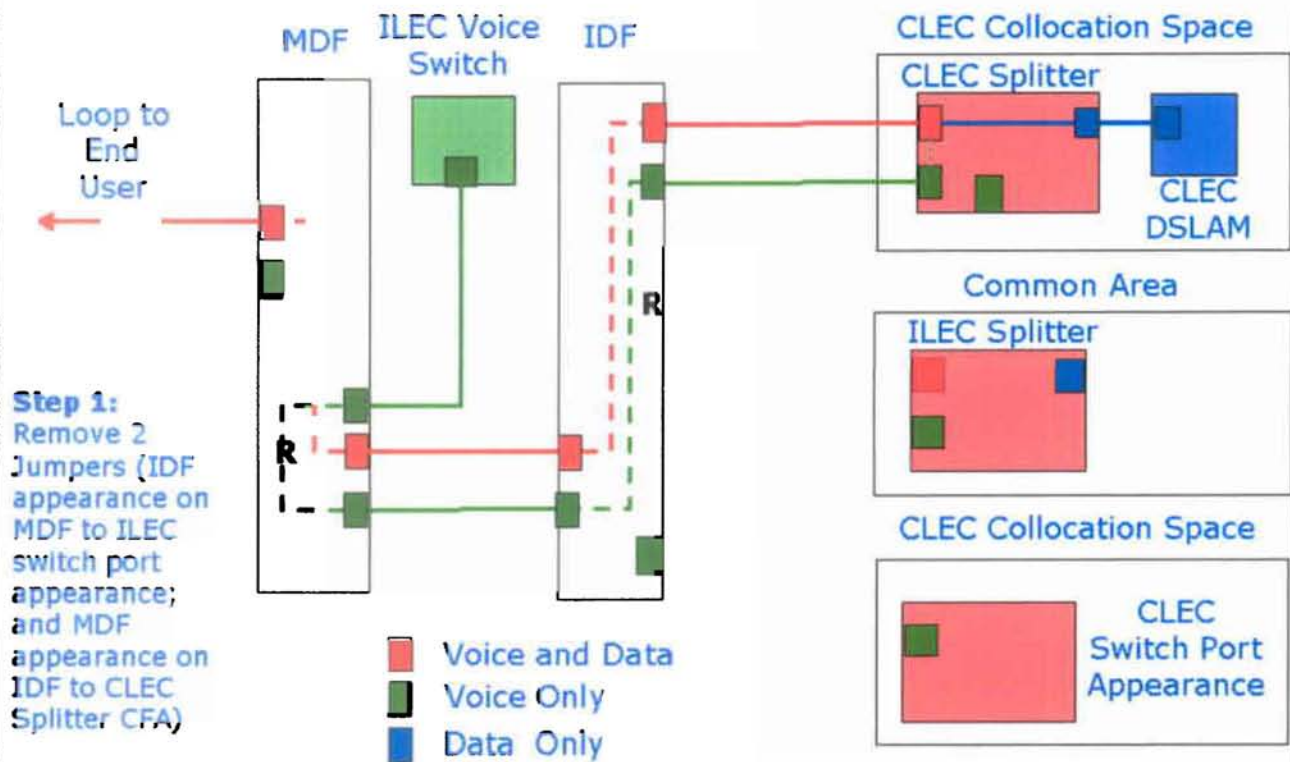 MDF
ILEC Voice
Switch
IDF
CLEC Collocation Space
CLEC Splitter
Loop to
End
User
CLEC
DSLAM
Common Area
ILEC Splitter
R
R
Step 1:
Remove 2
Jumpers (IDF
appearance on
MDF to ILEC
switch port
appearance;
and MDF
appearance on
IDF to CLEC
Splitter CFA)
CLEC Collocation Space
CLEC
Switch Port
Appearance
Voice and Data
Voice Only
Data Only